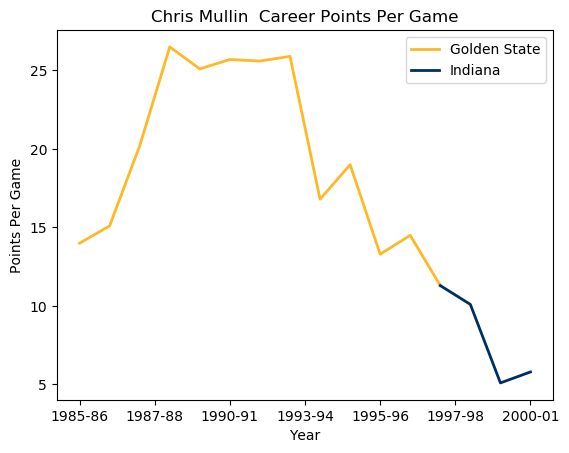 Chris Mullin  Career Points Per Game
Golden State
Indiana
Points Per Game
25
20
15
10
5
1985-86 1987-88 1990-91 1993-94 1995-96 1997-98 2000-01
Year